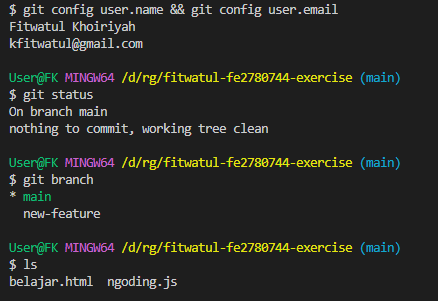 $ git config user.name && git config user.email
Fitwatul Khoiriyah
kfitwatul@gmail.com
User@FK MINGW64 /d/rg/fitwatul-fe2780744-exercise (main)
$ git status
On branch main
nothing to commit, working tree clean
User@FK MINGW64 /d/rg/fitwatul-fe2780744-exercise (main)
$ git branch
* main
  new-feature
User@FK MINGW64 /d/rg/fitwatul-fe2780744-exercise (main)
$ ls
belajar.html  ngoding.js